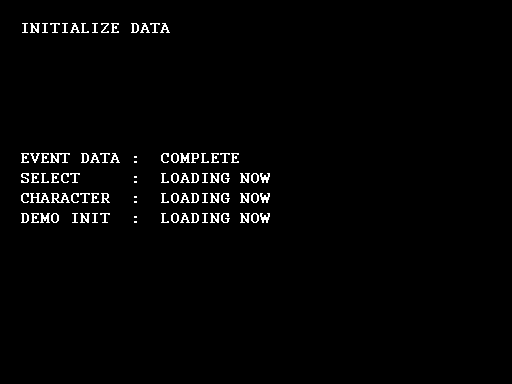 INITIALIZE DATA
EVENT DATA : COMPLETE
SELECT : LOADING NOW
CHARACTER : LOADING NOW
DEMO INIT : LOADING NOW